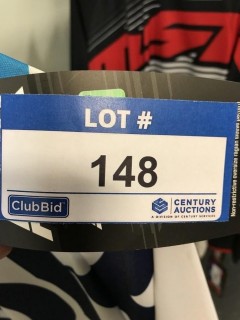 LOT #
148
ClubBid
CENTURY
AUCTIONS
A DIVISION OF CENTURY SERVICES